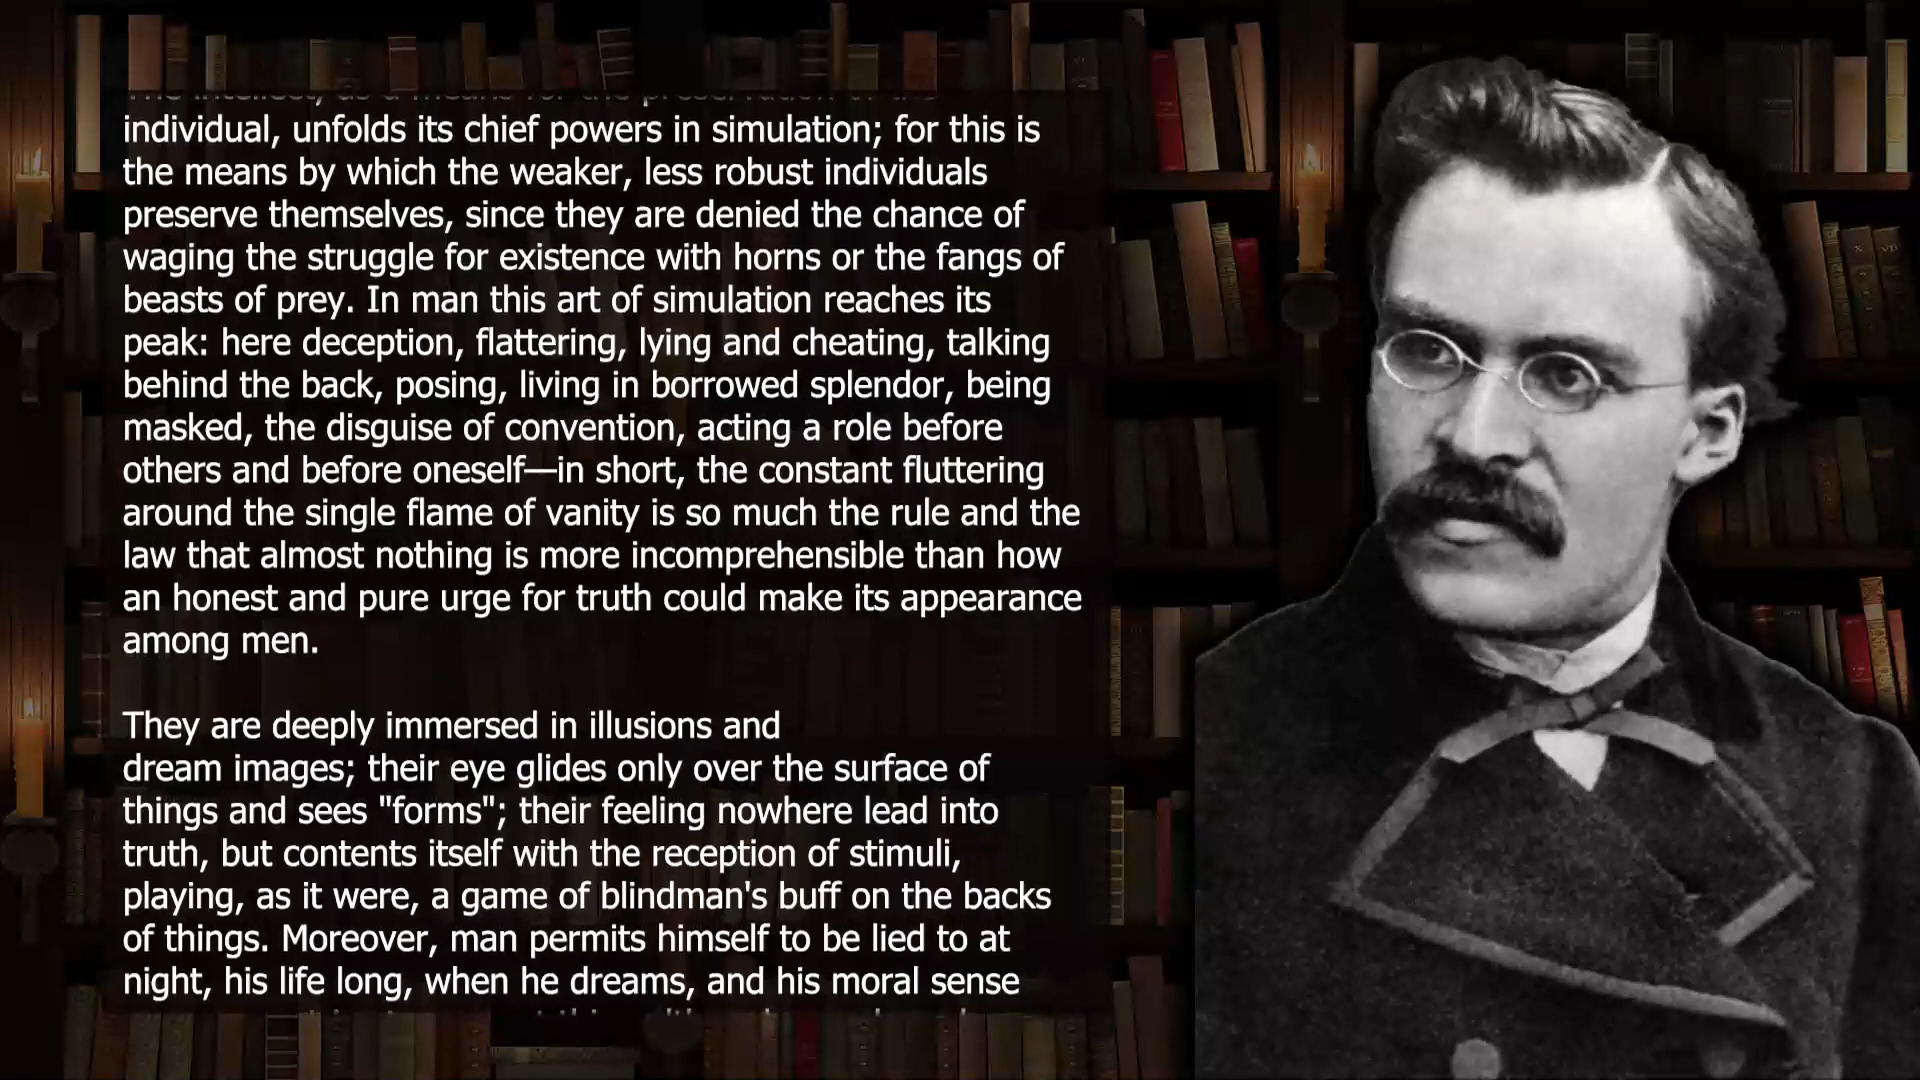 individual, unfolds its chief powers in simulation; for this is
the means by which the weaker, less robust individuals
preserve themselves, since they are denied the chance of
waging the struggle for existence with horns or the fangs of
beasts of prey. In man this art of simulation reaches its
peak: here deception, flattering, lying and cheating, talking
behind the back, posing, living in borrowed splendor, being
masked, the disguise of convention, acting a role before
others and before oneself—in short, the constant fluttering
around the single flame of vanity is so much the rule and the
law that almost nothing is more incomprehensible than how
an honest and pure urge for truth could make its appearance
among men.
They are deeply immersed in illusions and
dream images; their eye glides only over the surface of
things and sees "forms"; their feeling nowhere lead into
truth, but contents itself with the reception of stimuli,
playing, as it were, a game of blindman's buff on the backs
of things. Moreover, man permits himself to be lied to at
night, his life long, when he dreams, and his moral sense